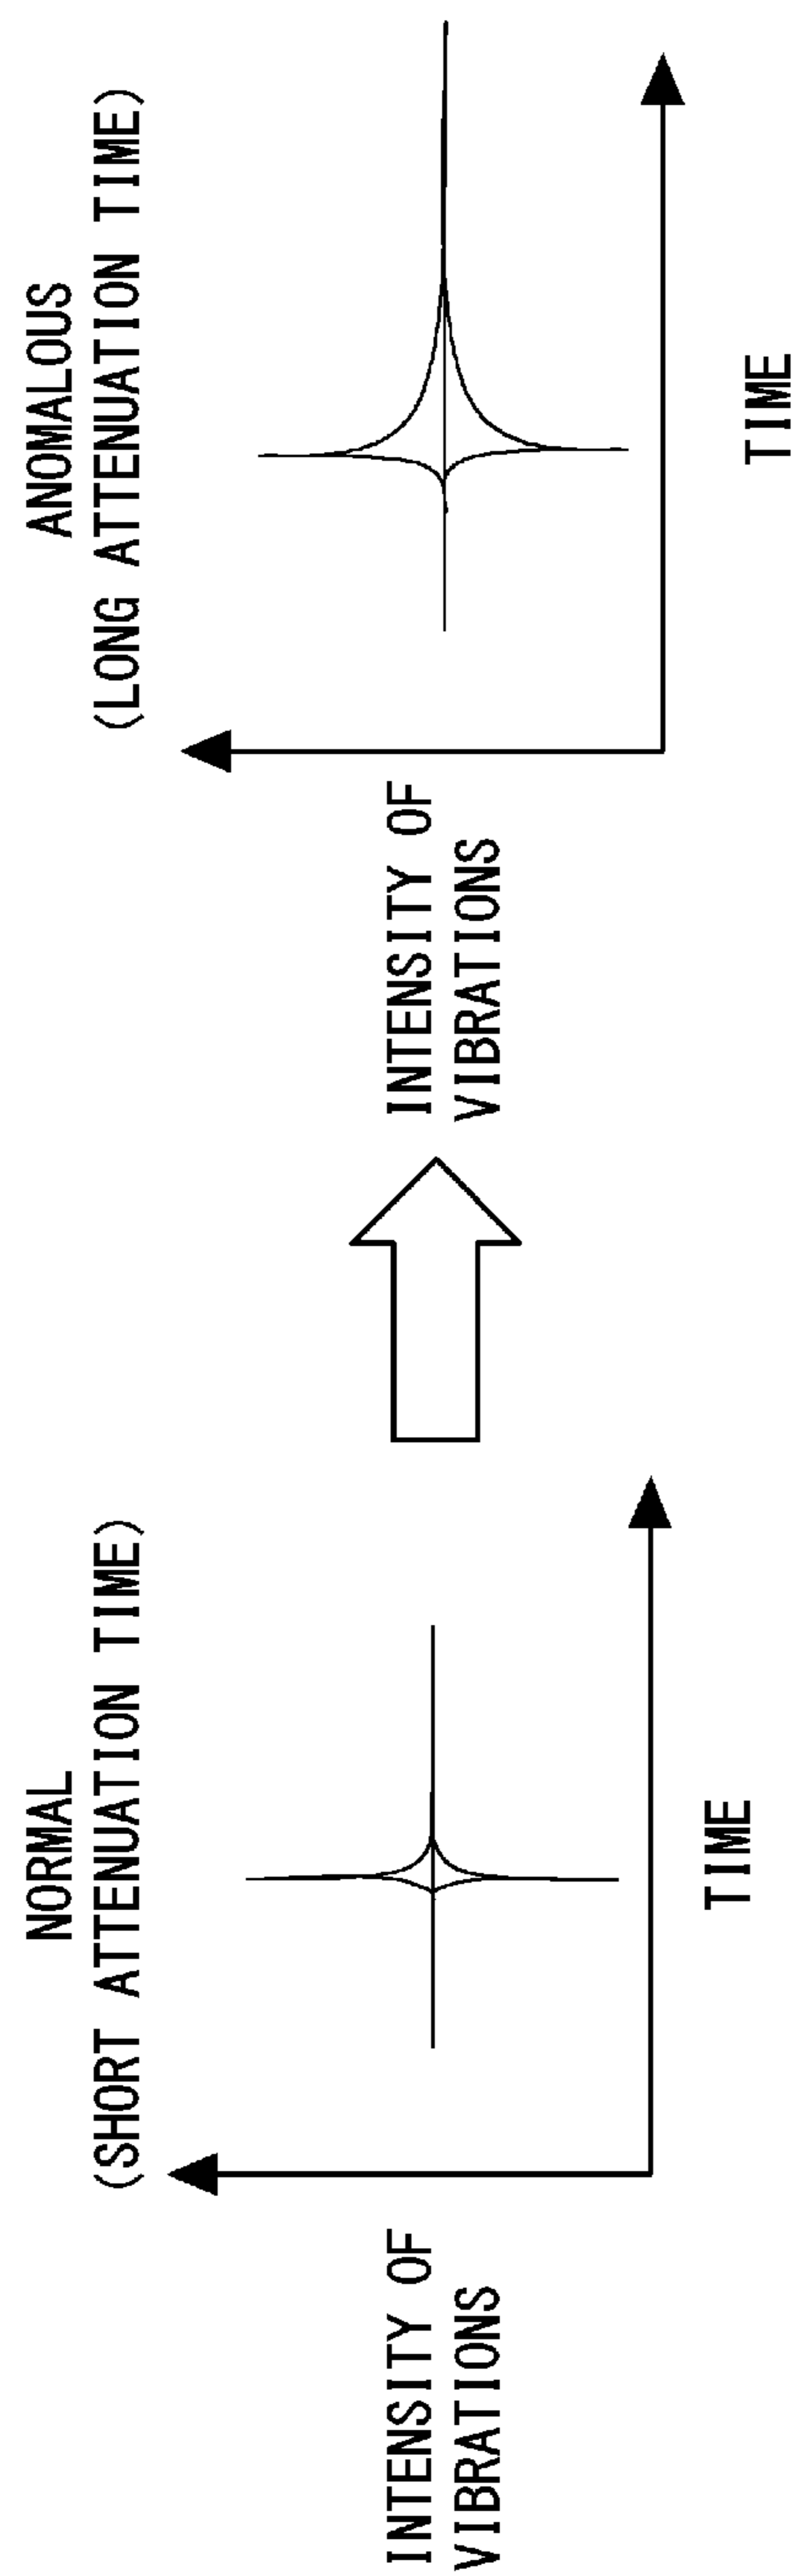 NORMAL
(SHORT ATTENUATION TIME)
INTENSITY OF
VIBRATIONS
TIME
ANOMALOUS
(LONG ATTENUATION TIME)
INTENSITY OF
VIBRATIONS
TIME